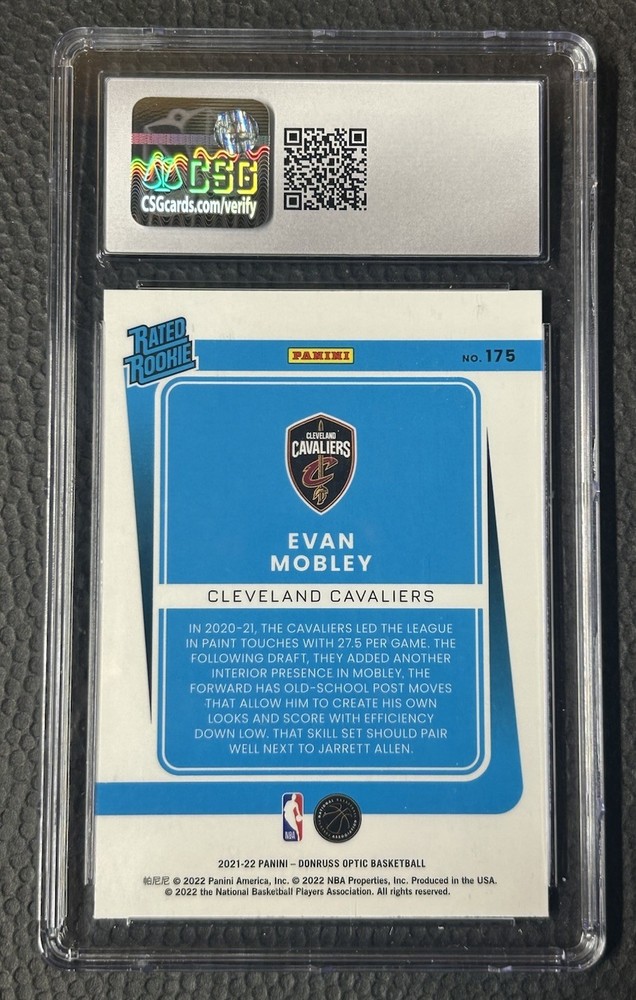 CSG
CSGcards.com/verify
RATED
ROOKIE
PANINI
NO. 175
CLEVELAND
CAVALIERS
C
EVAN
MOBLEY
CLEVELAND CAVALIERS
IN 2020-21, THE CAVALIERS LED THE LEAGUE
IN PAINT TOUCHES WITH 27.5 PER GAME. THE
FOLLOWING DRAFT, THEY ADDED ANOTHER
INTERIOR PRESENCE IN MOBLEY. THE
FORWARD HAS OLD-SCHOOL POST MOVES
THAT ALLOW HIM TO CREATE HIS OWN
LOOKS AND SCORE WITH EFFICIENCY
DOWN LOW. THAT SKILL SET SHOULD PAIR
WELL NEXT TO JARRETT ALLEN.
NBA
NATIONAL BASKETBALL
PLAYERS ASSOCIATION
2021-22 PANINI – DONRUSS OPTIC BASKETBALL
帕尼尼 © 2022 Panini America, Inc. © 2022 NBA Properties, Inc. Produced in the USA.
© 2022 the National Basketball Players Association. All rights reserved.